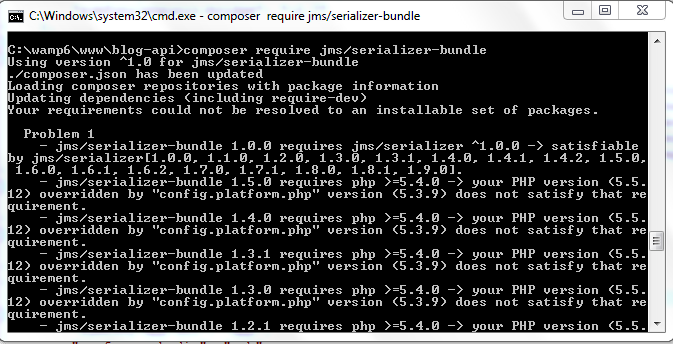 C:\Windows\system32\cmd.exe - composer require jms/serializer-bundle
C:\wamp6\www\blog-api>composer require jms/serializer-bundle
Using version ^1.0 for jms/serializer-bundle
./composer.json has been updated
Loading composer repositories with package information
Updating dependencies (including require-dev)
Your requirements could not be resolved to an installable set of packages.
Problem 1
- jms/serializer-bundle 1.0.0 requires jms/serializer ^1.0.0 -> satisfiable
by jms/serializer[1.0.0, 1.1.0, 1.2.0, 1.3.0, 1.3.1, 1.4.0, 1.4.1, 1.4.2, 1.5.0,
1.6.0, 1.6.1, 1.6.2, 1.7.0, 1.7.1, 1.8.0, 1.8.1, 1.9.0].
- jms/serializer-bundle 1.5.0 requires php >=5.4.0 -> your PHP version (5.5.
12) overridden by "config.platform.php" version (5.3.9) does not satisfy that re
quirement.
- jms/serializer-bundle 1.4.0 requires php >=5.4.0 -> your PHP version (5.5.
12) overridden by "config.platform.php" version (5.3.9) does not satisfy that re
quirement.
- jms/serializer-bundle 1.3.1 requires php >=5.4.0 -> your PHP version (5.5.
12) overridden by "config.platform.php" version (5.3.9) does not satisfy that re
quirement.
- jms/serializer-bundle 1.3.0 requires php >=5.4.0 -> your PHP version (5.5.
12) overridden by "config.platform.php" version (5.3.9) does not satisfy that re
quirement.
- jms/serializer-bundle 1.2.1 requires php >=5.4.0 -> your PHP version (5.5.